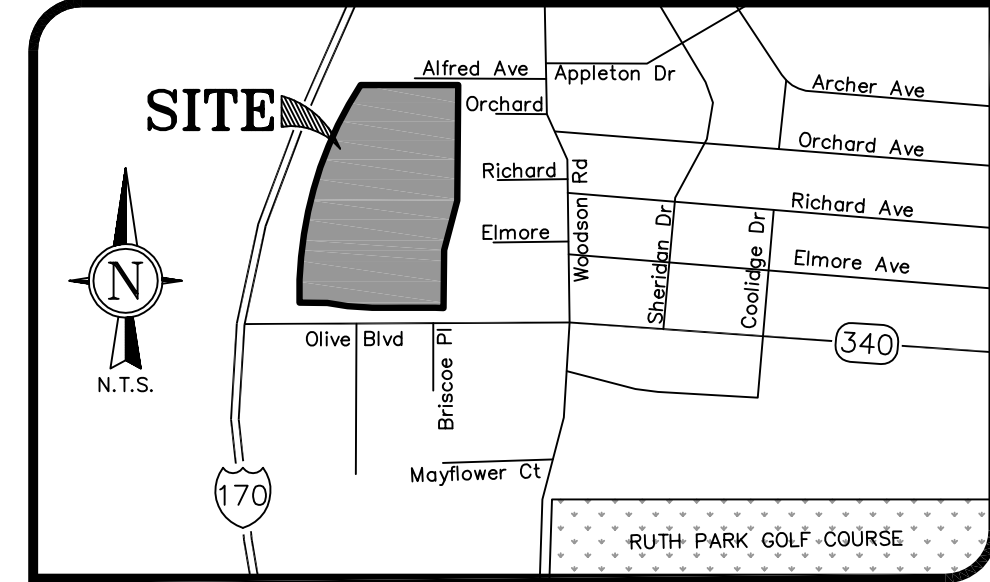 Alfred Ave
Appleton Dr
Archer Ave
SITE
Orchard
Orchard Ave
Richard
Woodson Rd
Richard Ave
Elmore
Sheridan Dr
Coolidge Dr
Elmore Ave
N
N.T.S.
Olive Blvd
Briscoe Pl
340
Mayflower Ct
170
RUTH PARK GOLF COURSE